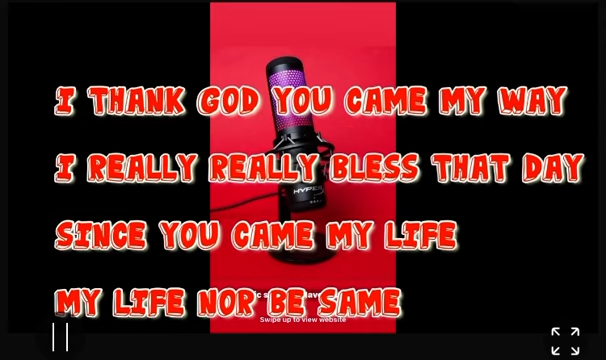 I THANK GOD YOU CAME MY WAY
I REALLY REALLY BLESS THAT DAY
HYPER
SINCE YOU CAME MY LIFE
MY LIFE NOR BE SAME
Swipe up to view website